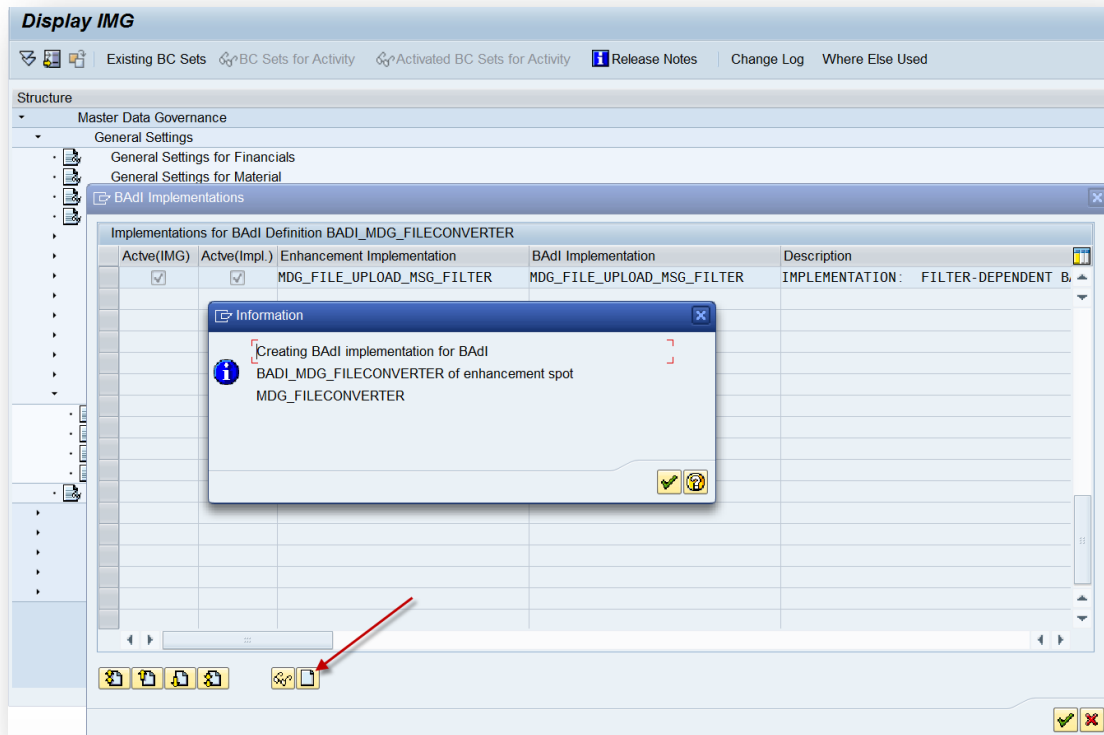 Display IMG
Existing BC Sets BC Sets for Activity Activated BC Sets for Activity Release Notes Change Log Where Else Used
Structure
Master Data Governance
General Settings
General Settings for Financials
General Settings for Material
BAdI Implementations
Implementations for BAdI Definition BADI_MDG_FILECONVERTER
Actve(IMG) Actve(Impl.) Enhancement Implementation BAdI Implementation Description
MDG_FILE_UPLOAD_MSG_FILTER MDG_FILE_UPLOAD_MSG_FILTER IMPLEMENTATION: FILTER-DEPENDENT
Information
Creating BAdI implementation for BAdI
BADI_MDG_FILECONVERTER of enhancement spot
MDG_FILECONVERTER